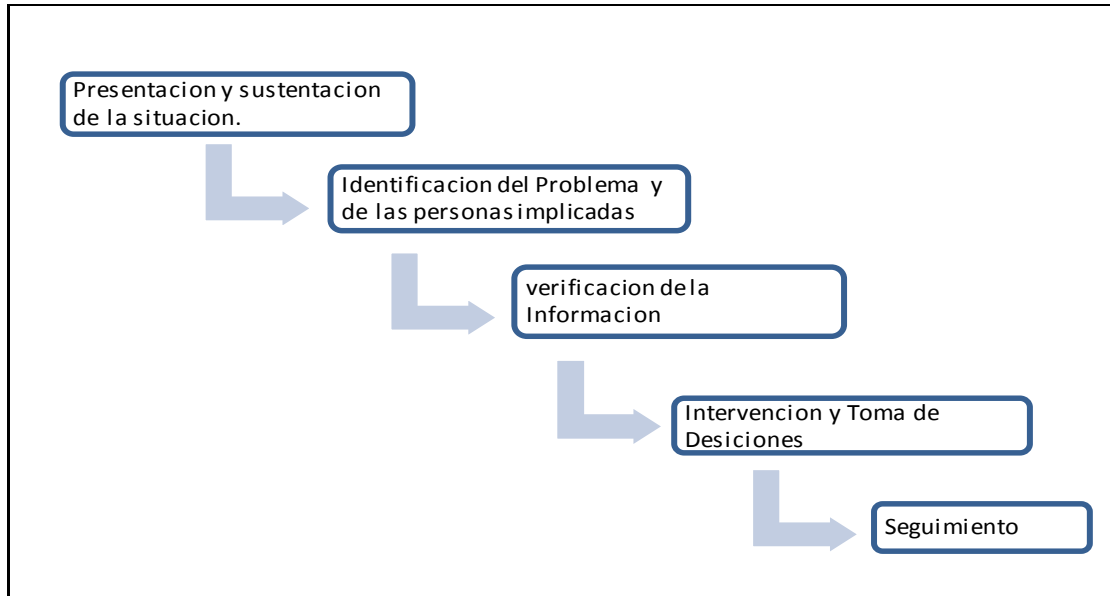 Presentacion y sustentacion
de la situacion.
Identificacion del Problema y
de las personas implicadas
verificacion de la
Informacion
Intervencion y Toma de
Desiciones
Seguimiento